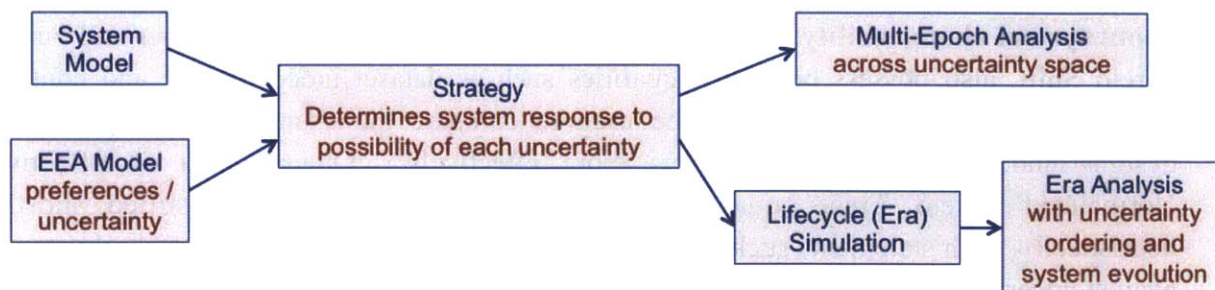 System
Model
EEA Model
preferences /
uncertainty
Strategy
Determines system response to
possibility of each uncertainty
Multi-Epoch Analysis
across uncertainty space
Lifecycle (Era)
Simulation
Era Analysis
with uncertainty
ordering and
system evolution